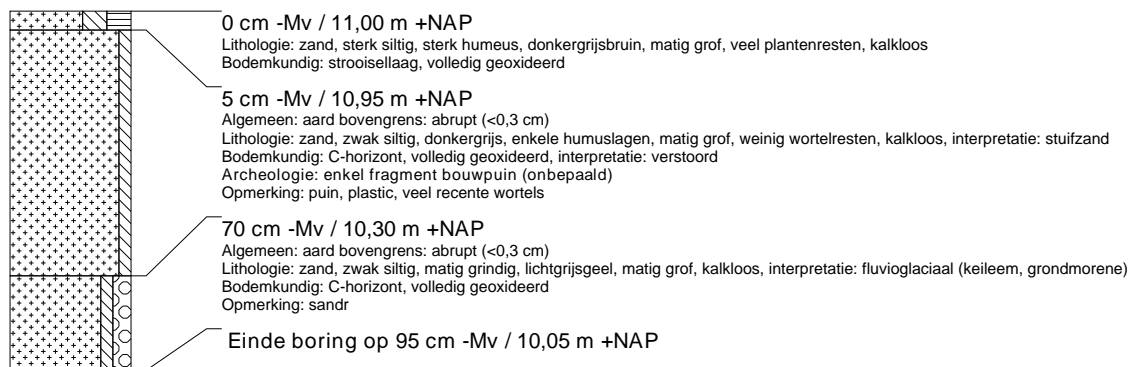 0 cm -Mv / 11,00 m +NAP
Lithologie: zand, sterk siltig, sterk humeus, donkergrijsbruin, matig grof, veel plantenresten, kalkloos
Bodemkundig: strooisellaag, volledig geoxideerd
5 cm -Mv / 10,95 m +NAP
Algemeen: aard bovengrens: abrupt (<0,3 cm)
Lithologie: zand, zwak siltig, donkergrijs, enkele humuslagen, matig grof, weinig wortelresten, kalkloos, interpretatie: stuifzand
Bodemkundig: C-horizont, volledig geoxideerd, interpretatie: verstoord
Archeologie: enkel fragment bouwpuin (onbepaald)
Opmerking: puin, plastic, veel recente wortels
70 cm -Mv / 10,30 m +NAP
Algemeen: aard bovengrens: abrupt (<0,3 cm)
Lithologie: zand, zwak siltig, matig grindig, lichtgrijsgeel, matig grof, kalkloos, interpretatie: fluvioglaciaal (keileem, grondmorene)
Bodemkundig: C-horizont, volledig geoxideerd
Opmerking: sandr
Einde boring op 95 cm -Mv / 10,05 m +NAP